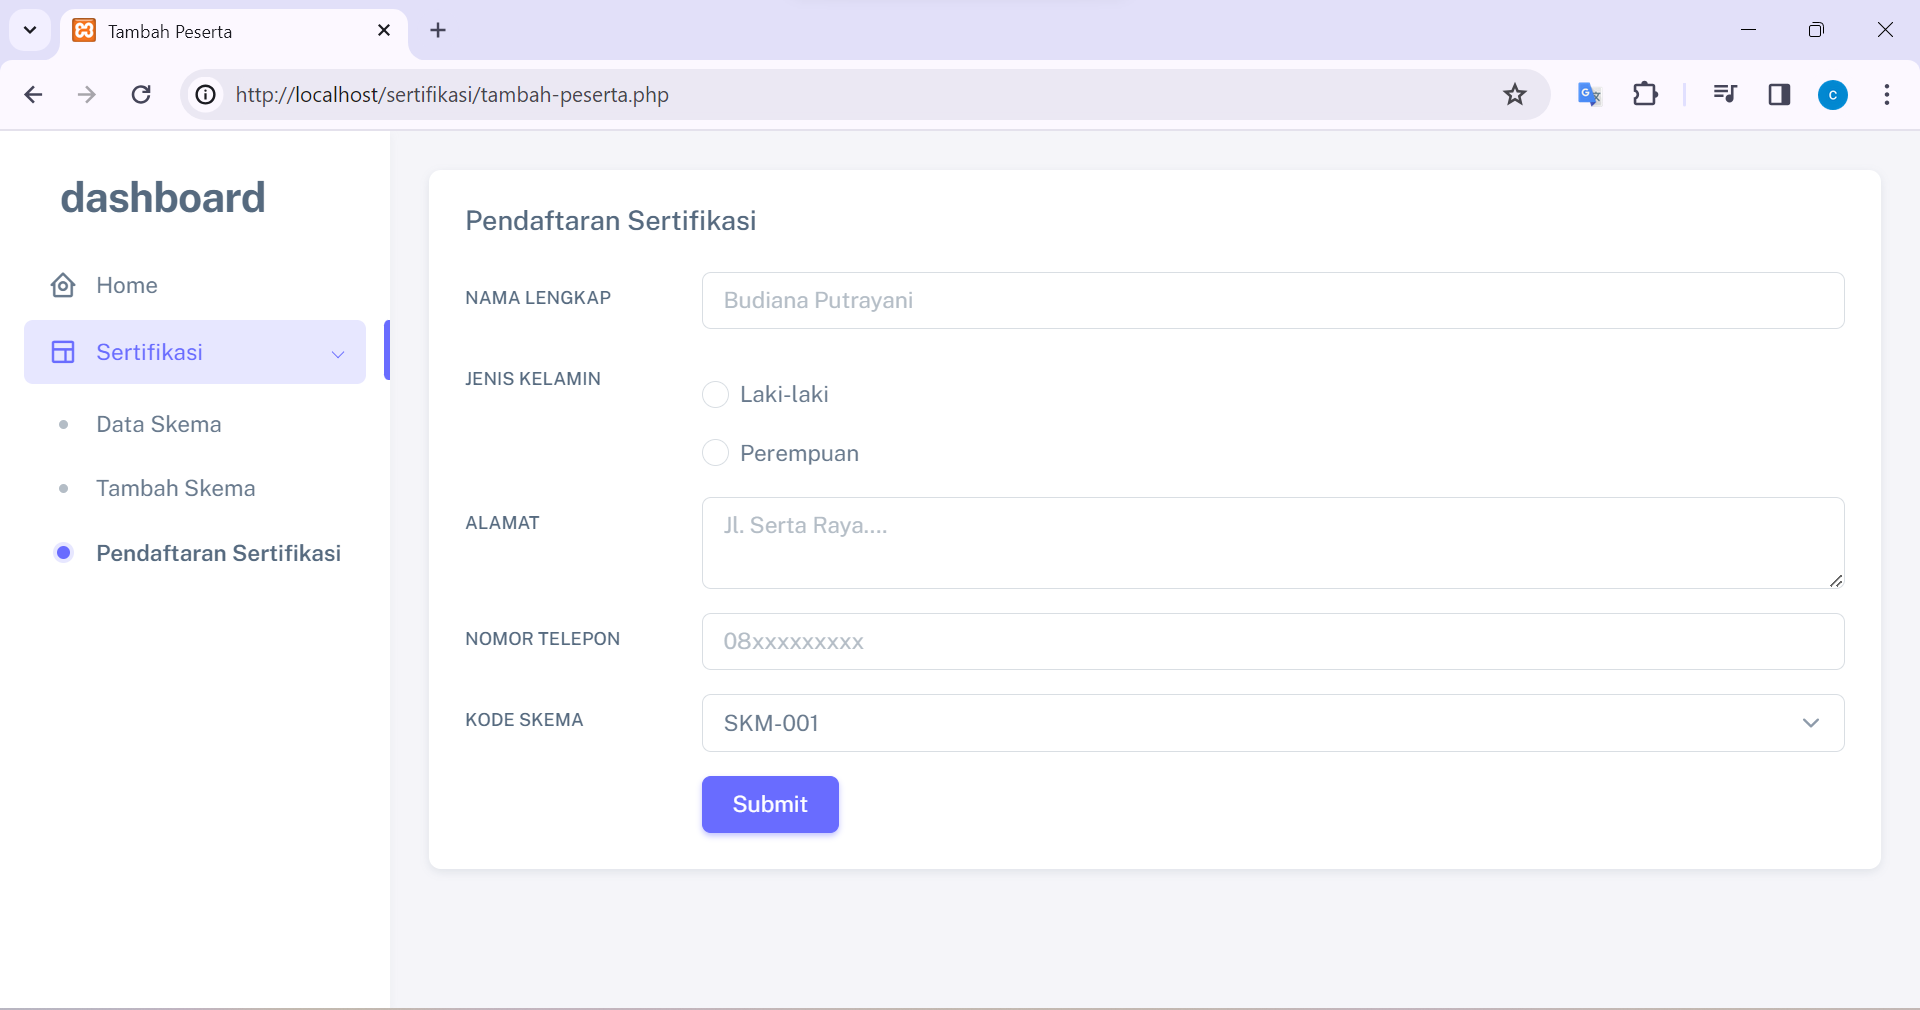 Tambah Peserta
http://localhost/sertifikasi/tambah-peserta.php
c
dashboard
Home
Sertifikasi
Data Skema
Tambah Skema
Pendaftaran Sertifikasi
Pendaftaran Sertifikasi
NAMA LENGKAP
Budiana Putrayani
JENIS KELAMIN
Laki-laki
Perempuan
ALAMAT
Jl. Serta Raya....
NOMOR TELEPON
08xxxxxxxxx
KODE SKEMA
SKM-001
Submit